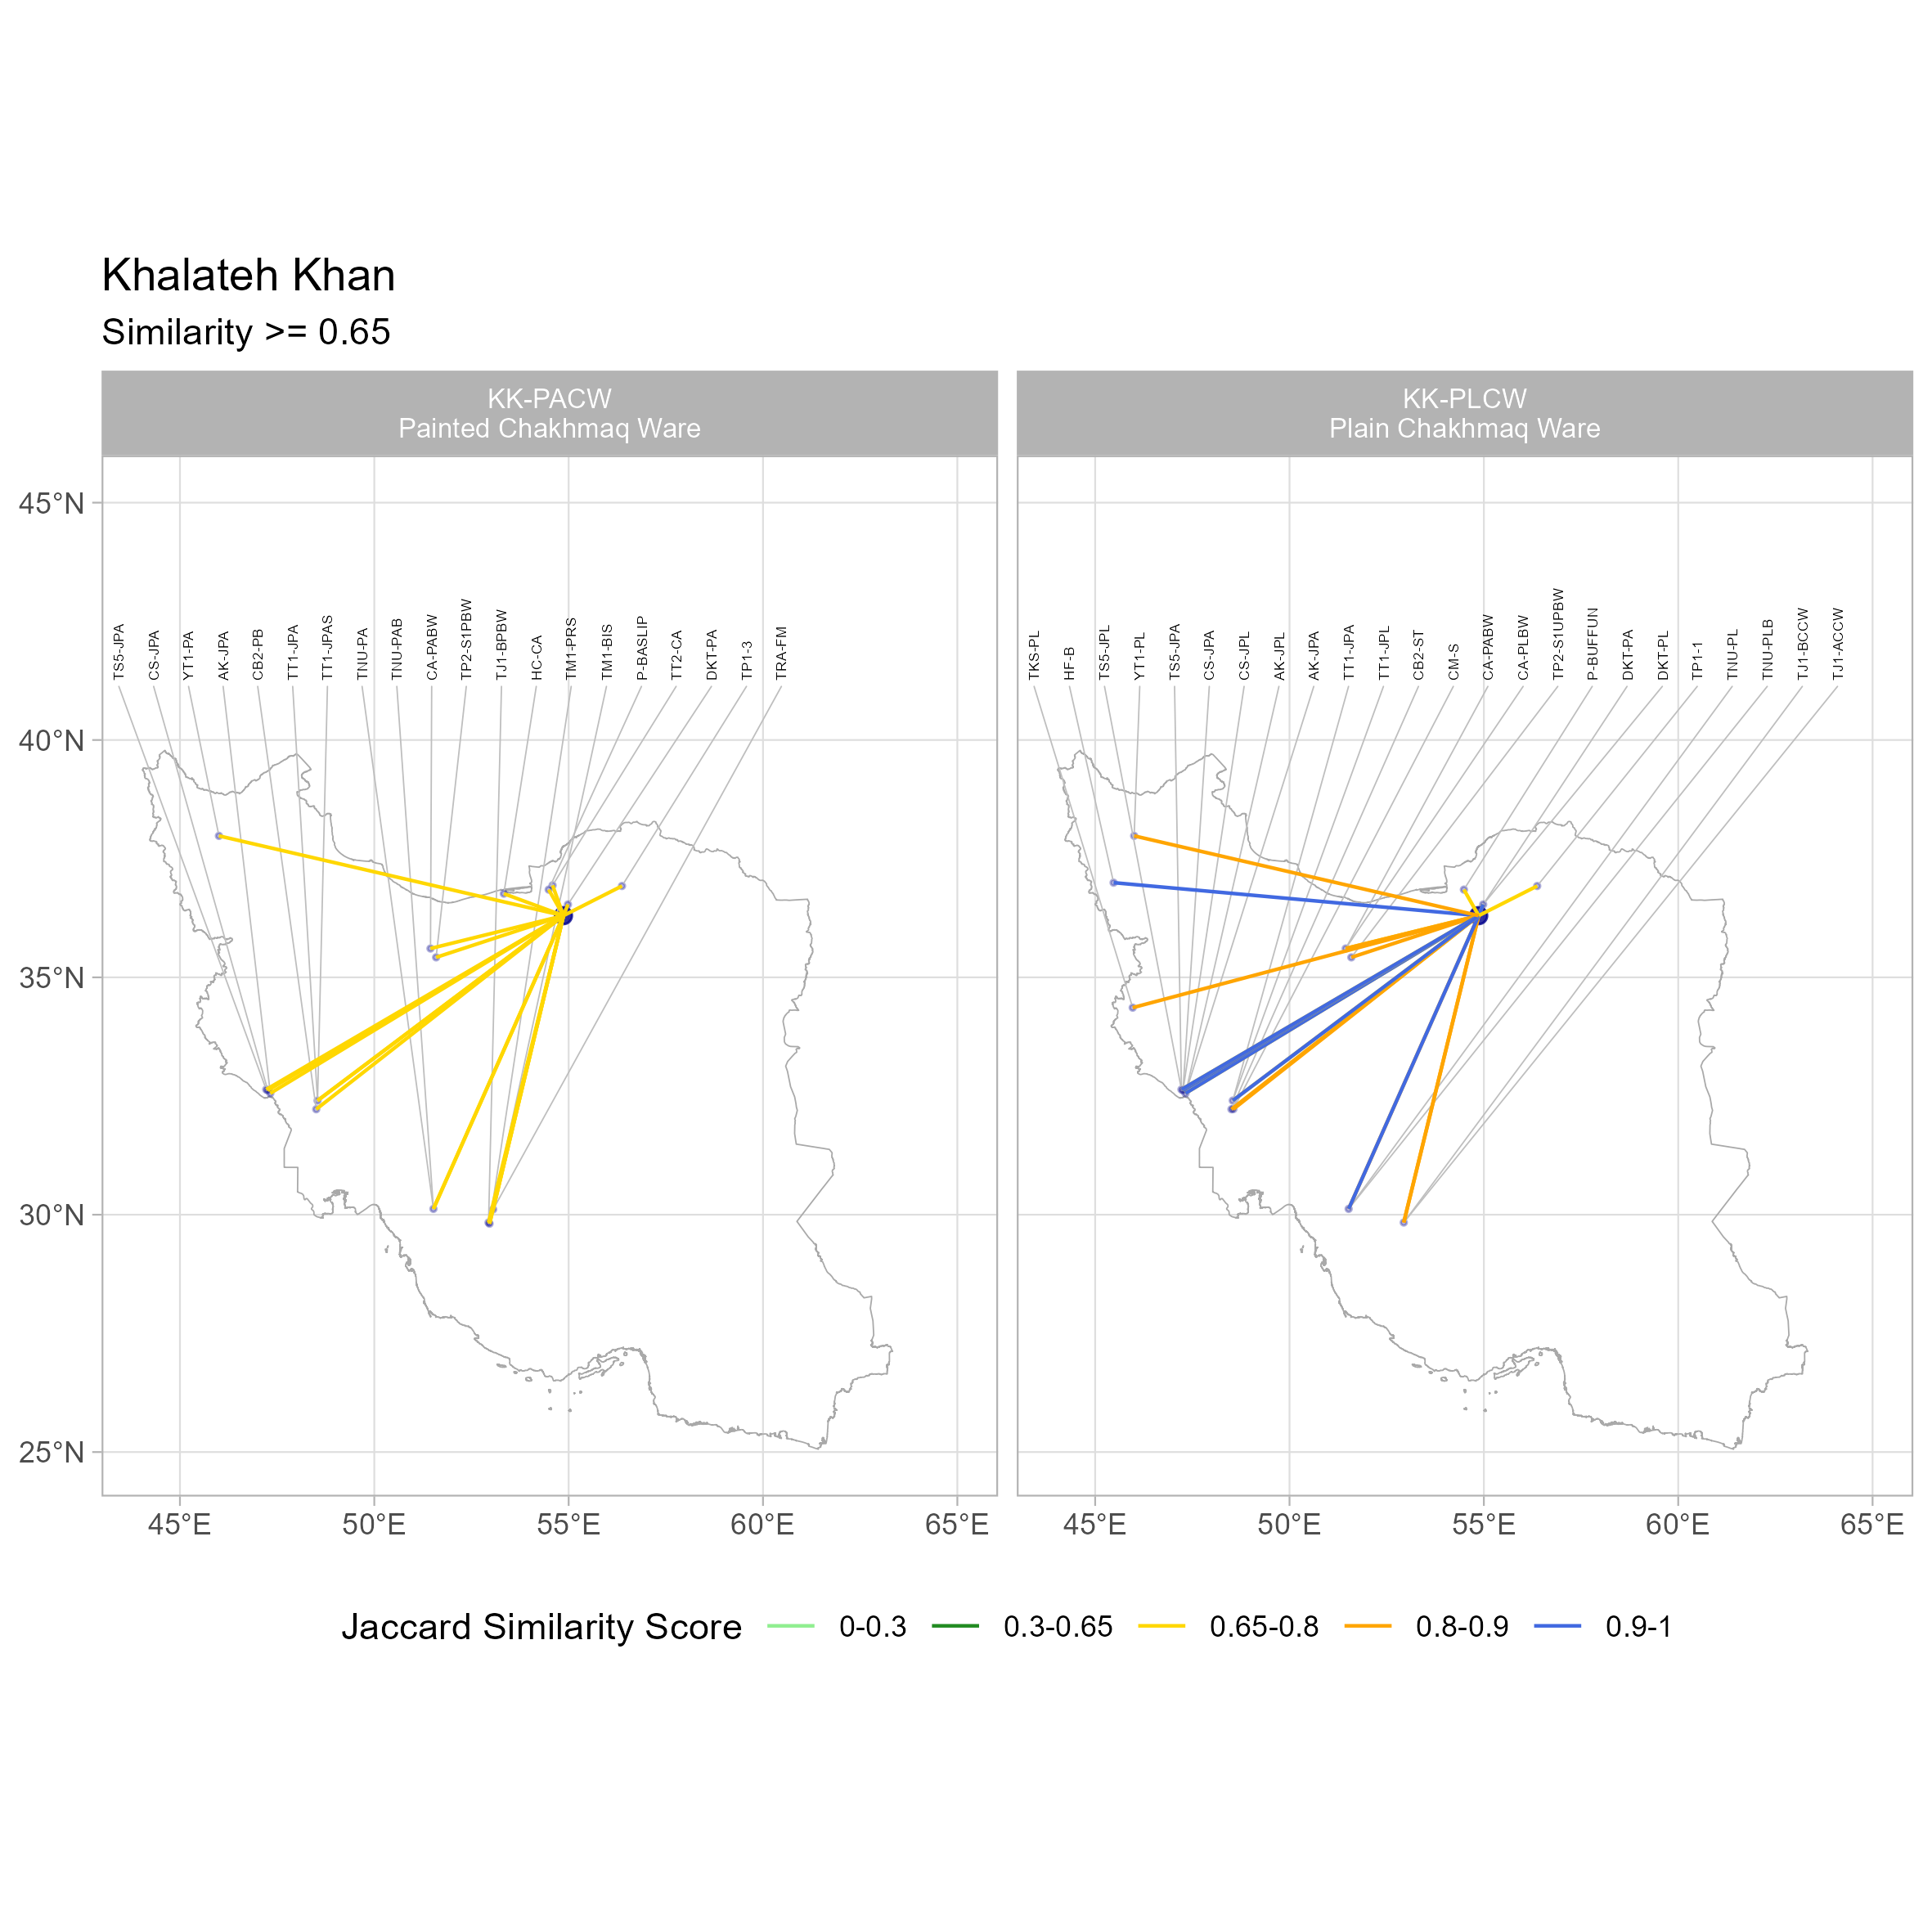 Khalateh Khan
Similarity >= 0.65
KK-PACW
Painted Chakhmaq Ware
KK-PLCW
Plain Chakhmaq Ware
45°N
40°N
35°N
30°N
25°N
TS5-JPA
CS-JPA
YT1-PA
AK-JPA
CB2-PB
TT1-JPA
TT1-JPAS
TNU-PA
TNU-PAB
CA-PABW
TP2-S1PBW
TJ1-BPBW
HC-CA
TM1-PRS
TM1-BIS
P-BASLIP
TT2-CA
DKT-PA
TP1-3
TRA-FM
TKS-PL
HF-B
TS5-JPL
YT1-PL
TS5-JPA
CS-JPA
CS-JPL
AK-JPL
AK-JPA
TT1-JPA
TT1-JPL
CB2-ST
CM-S
CA-PABW
CA-PLBW
TP2-S1UPBW
P-BUFFUN
DKT-PA
DKT-PL
TP1-1
TNU-PL
TNU-PLB
TJ1-BCCW
TJ1-ACCW
45°E 50°E 55°E 60°E 65°E
45°E 50°E 55°E 60°E 65°E
Jaccard Similarity Score 0-0.3 0.3-0.65 0.65-0.8 0.8-0.9 0.9-1